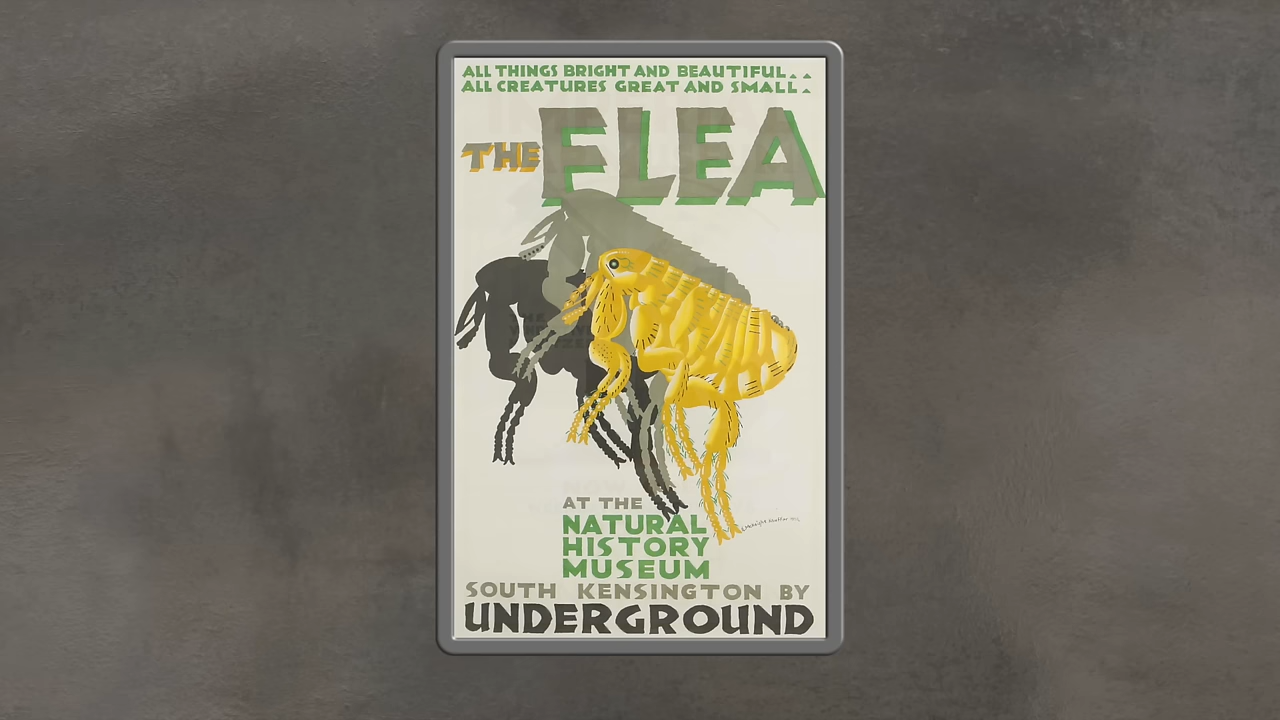 ALL THINGS BRIGHT AND BEAUTIFUL..
ALL CREATURES GREAT AND SMALL.
THE FLEA
AT THE
NATURAL
HISTORY
MUSEUM
SOUTH KENSINGTON BY
UNDERGROUND